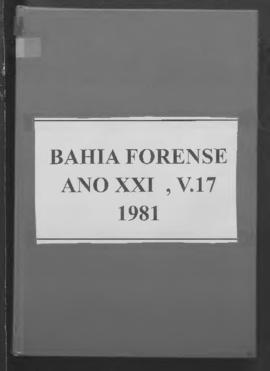 BAHIA FORENSE
ANO XXI , V.17
1981